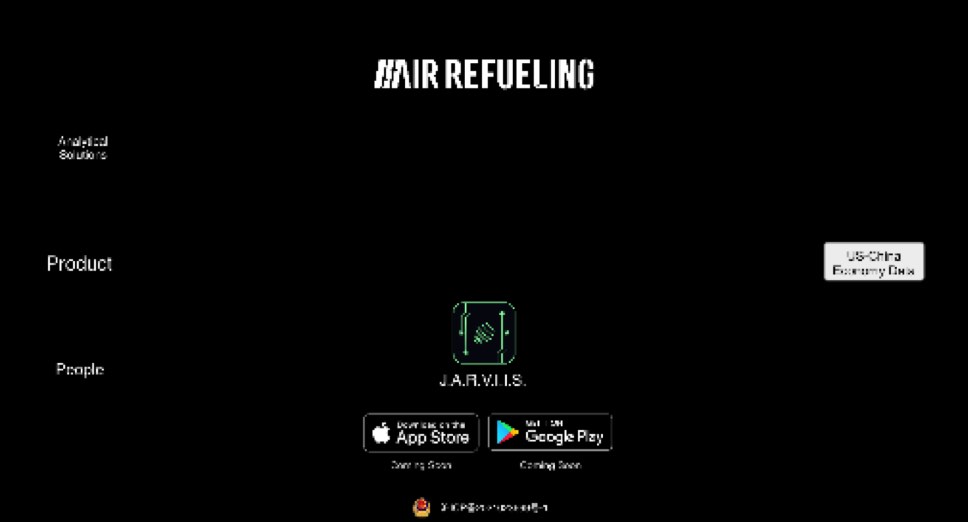 AIR REFUELING
Analytical
Solutions
Product
US-China
Economy Data
People
J.A.R.V.I.I.S.
Download on the
App Store
GET IT ON
Google Play
Coming Soon
Coming Soon